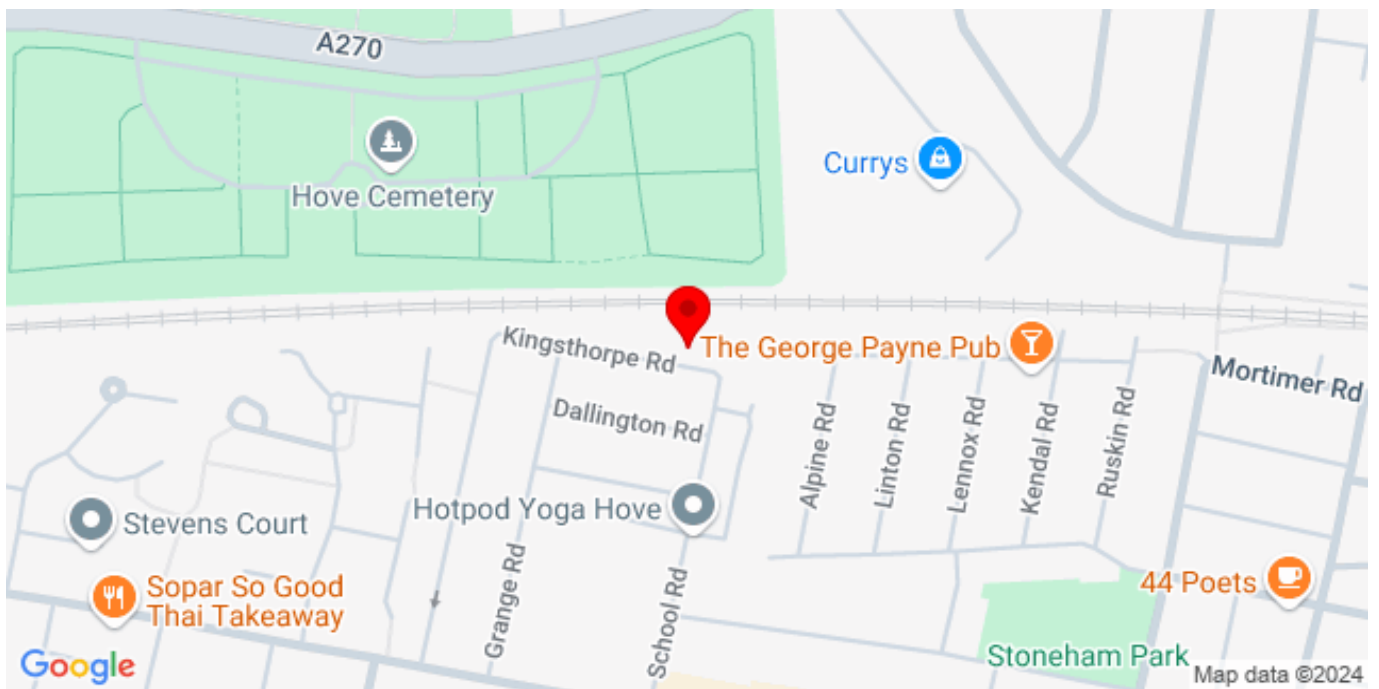 A270
Hove Cemetery
Currys
Kingsthorpe Rd
The George Payne Pub
Mortimer Rd
Dallington Rd
Alpine Rd
Linton Rd
Lennox Rd
Kendal Rd
Ruskin Rd
Hotpod Yoga Hove
Stevens Court
Sopar So Good
Thai Takeaway
Grange Rd
School Rd
44 Poets
Stoneham Park
Google
Map data ©2024